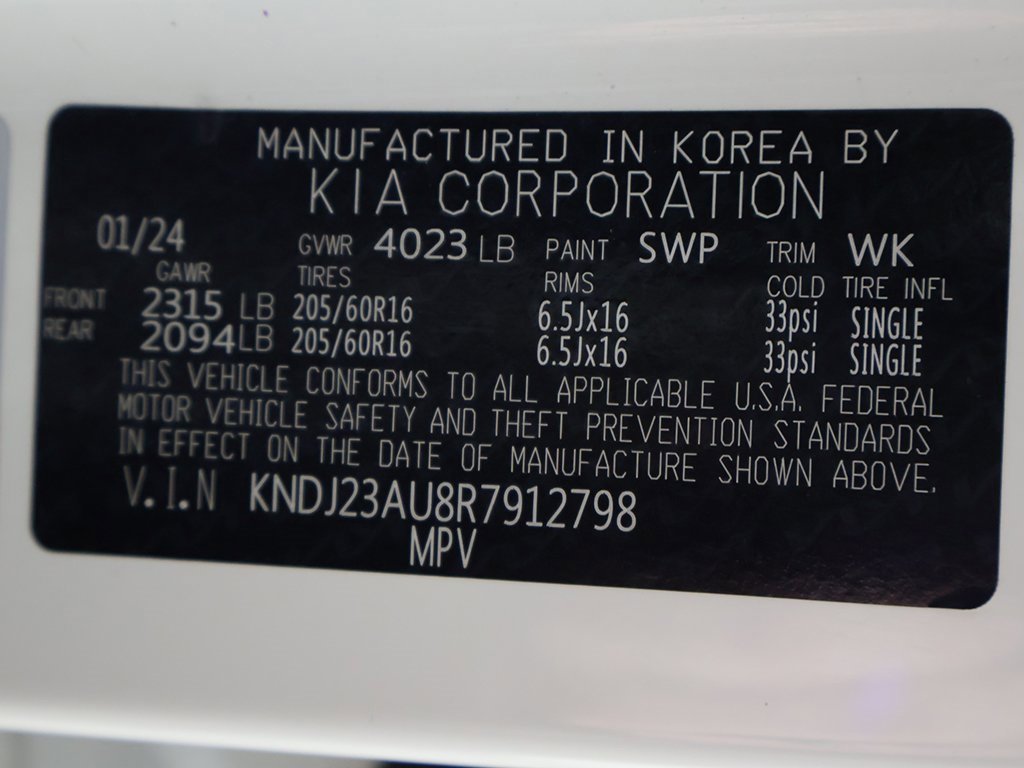 MANUFACTURED IN KOREA BY
KIA CORPORATION
01/24 GVWR 4023 LB PAINT SWP TRIM WK
GAWR TIRES RIMS COLD TIRE INFL
FRONT 2315 LB 205/60R16 6.5Jx16 33psi SINGLE
REAR 2094 LB 205/60R16 6.5Jx16 33psi SINGLE
THIS VEHICLE CONFORMS TO ALL APPLICABLE U.S.A. FEDERAL
MOTOR VEHICLE SAFETY AND THEFT PREVENTION STANDARDS
IN EFFECT ON THE DATE OF MANUFACTURE SHOWN ABOVE.
V.I.N KNDJ23AU8R7912798
MPV